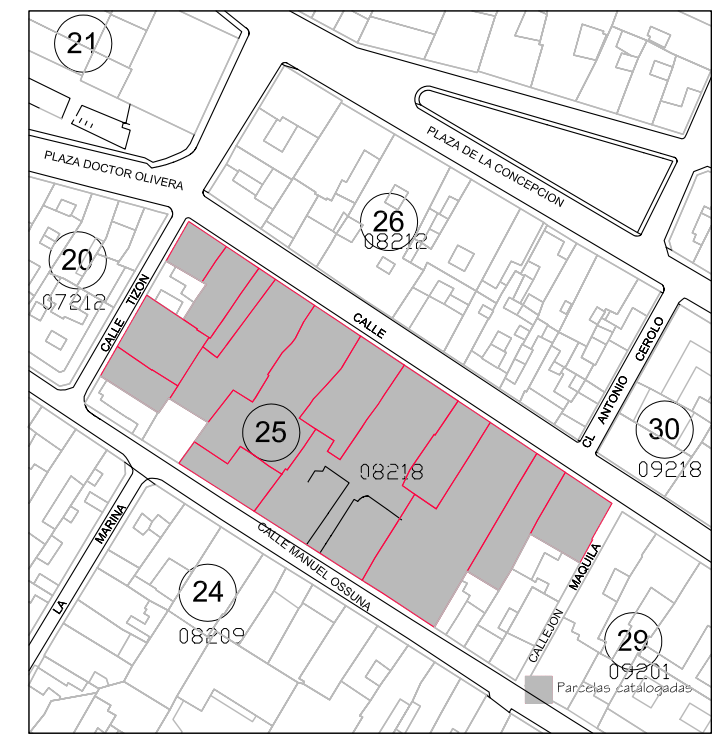 21
PLAZA DOCTOR OLIVERA
PLAZA DE LA CONCEPCION
26
08212
20
07212
CALLE TIZON
CALLE
CL ANTONIO CEROLO
30
09218
25
08218
LA MARINA
CALLE MANUEL OSSUNA
24
08209
CALLEJON MAQUILA
29
09201
Parcelas catalogadas